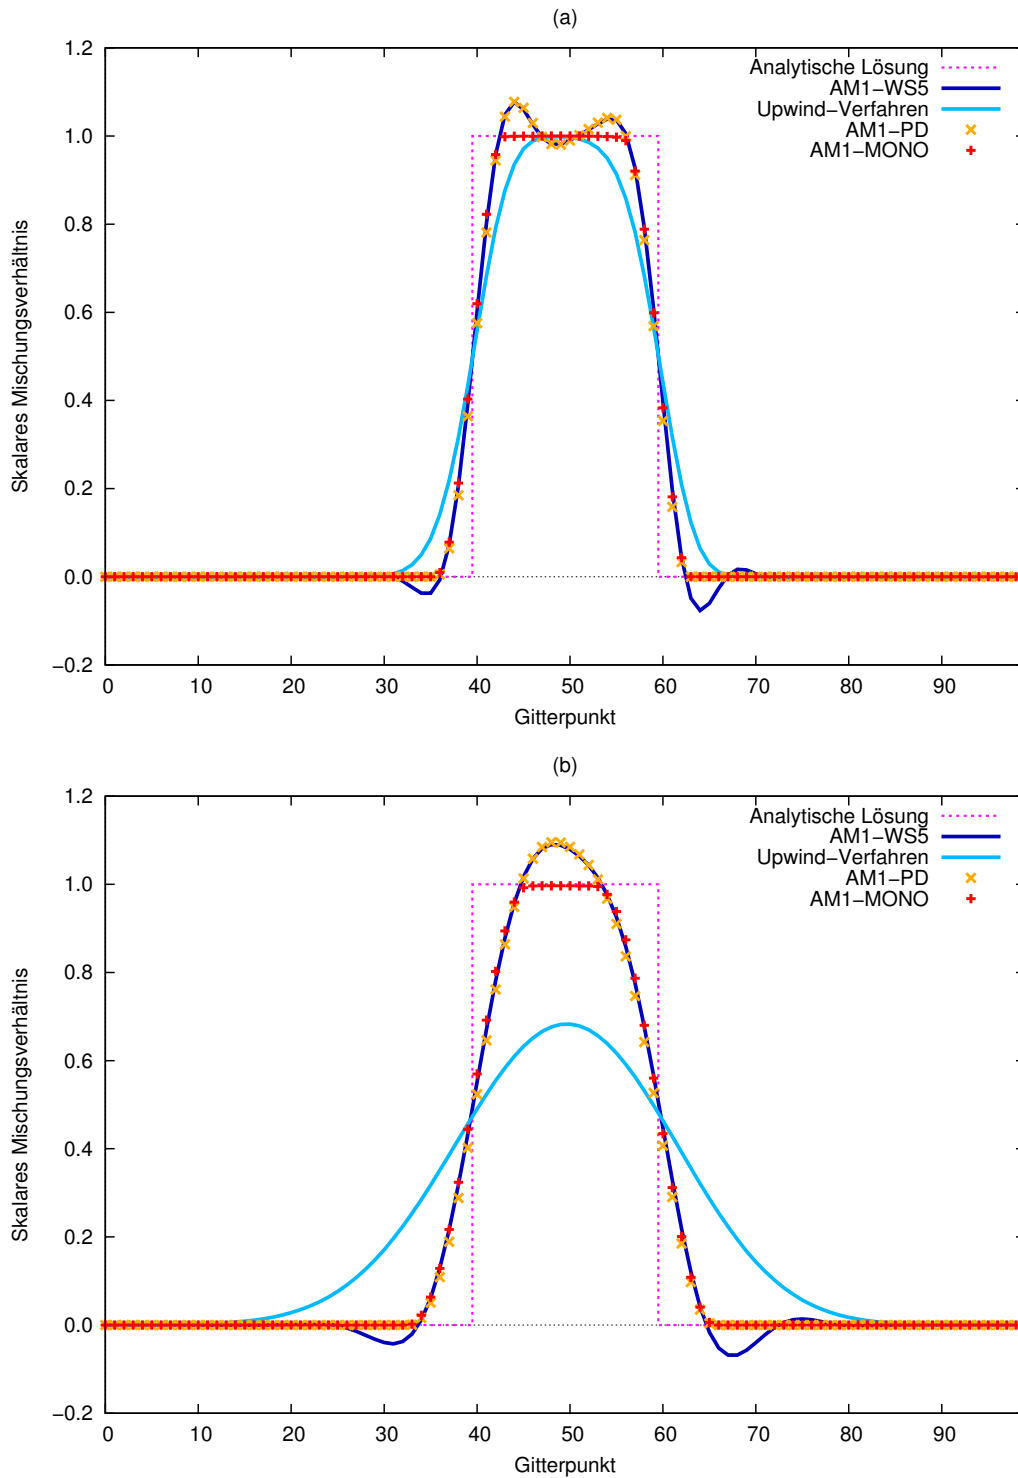 (a)
1.2
1.0
0.8
0.6
0.4
0.2
0.0
−0.2
Skalares Mischungsverhältnis
Analytische Lösung
AM1−WS5
Upwind−Verfahren
AM1−PD
AM1−MONO
0 10 20 30 40 50 60 70 80 90
Gitterpunkt
(b)
1.2
1.0
0.8
0.6
0.4
0.2
0.0
−0.2
Skalares Mischungsverhältnis
Analytische Lösung
AM1−WS5
Upwind−Verfahren
AM1−PD
AM1−MONO
0 10 20 30 40 50 60 70 80 90
Gitterpunkt